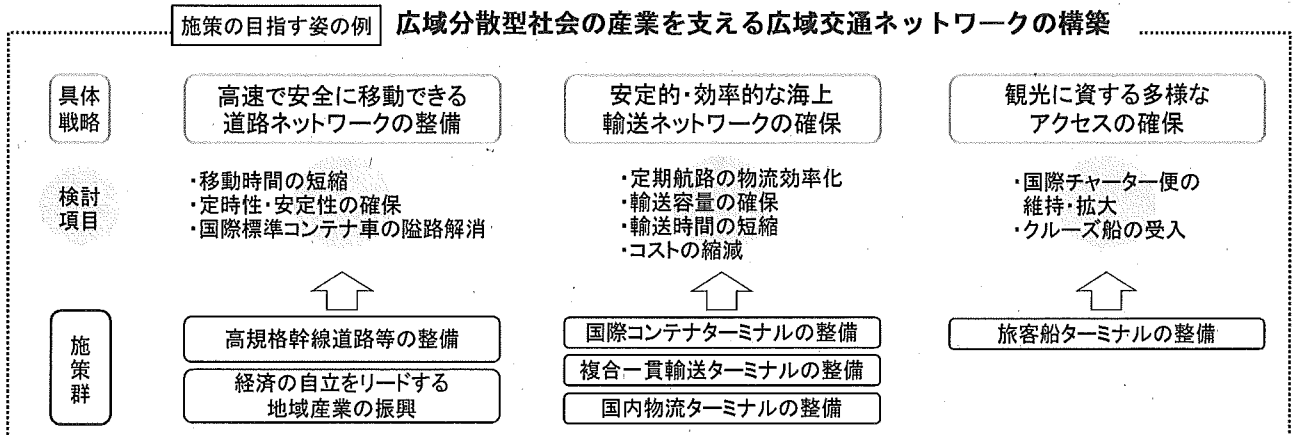 施策の目指す姿の例
広域分散型社会の産業を支える広域交通ネットワークの構築
具体
戦略
高速で安全に移動できる
道路ネットワークの整備
安定的・効率的な海上
輸送ネットワークの確保
観光に資する多様な
アクセスの確保
検討
項目
・移動時間の短縮
・定時性・安定性の確保
・国際標準コンテナ車の隘路解消
・定期航路の物流効率化
・輸送容量の確保
・輸送時間の短縮
・コストの縮減
・国際チャーター便の
維持・拡大
・クルーズ船の受入
施
策
群
高規格幹線道路等の整備
経済の自立をリードする
地域産業の振興
国際コンテナターミナルの整備
複合一貫輸送ターミナルの整備
国内物流ターミナルの整備
旅客船ターミナルの整備